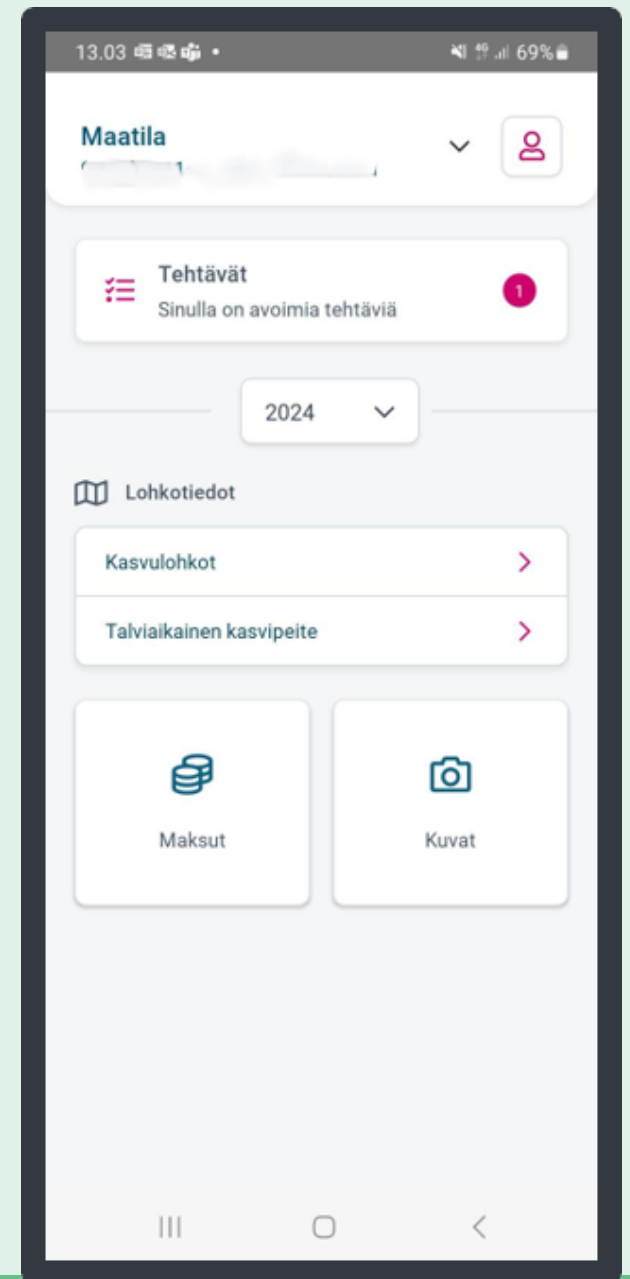 13.03
69%
Maatila
Tehtävät
Sinulla on avoimia tehtäviä
1
2024
Lohkotiedot
Kasvulohkot
Talviaikainen kasvipeite
Maksut
Kuvat